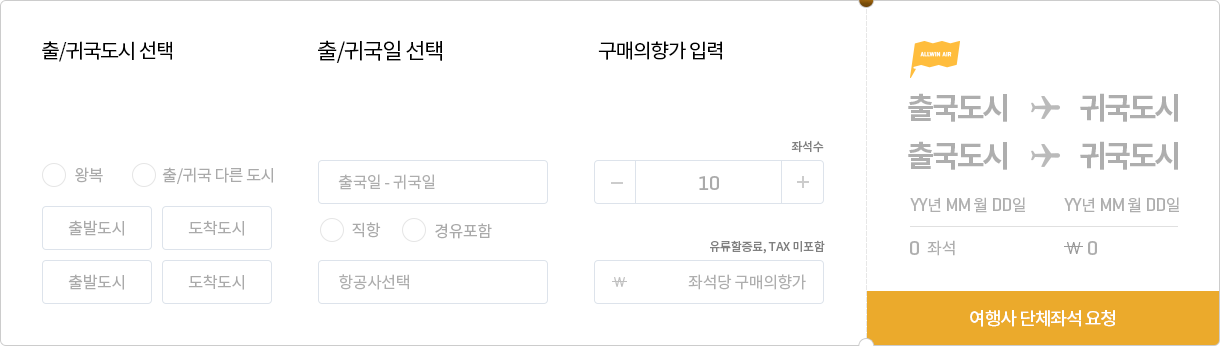 출/귀국도시 선택
왕복
출/귀국 다른 도시
출발도시
도착도시
출발도시
도착도시
출/귀국일 선택
출국일 - 귀국일
직항
경유포함
항공사선택
구매의향가 입력
좌석수
− 10 +
유류할증료, TAX 미포함
₩ 좌석당 구매의향가
ALLWIN AIR
출국도시 귀국도시
출국도시 귀국도시
YY년 MM 월 DD일 YY년 MM 월 DD일
0 좌석 ₩ 0
여행사 단체좌석 요청